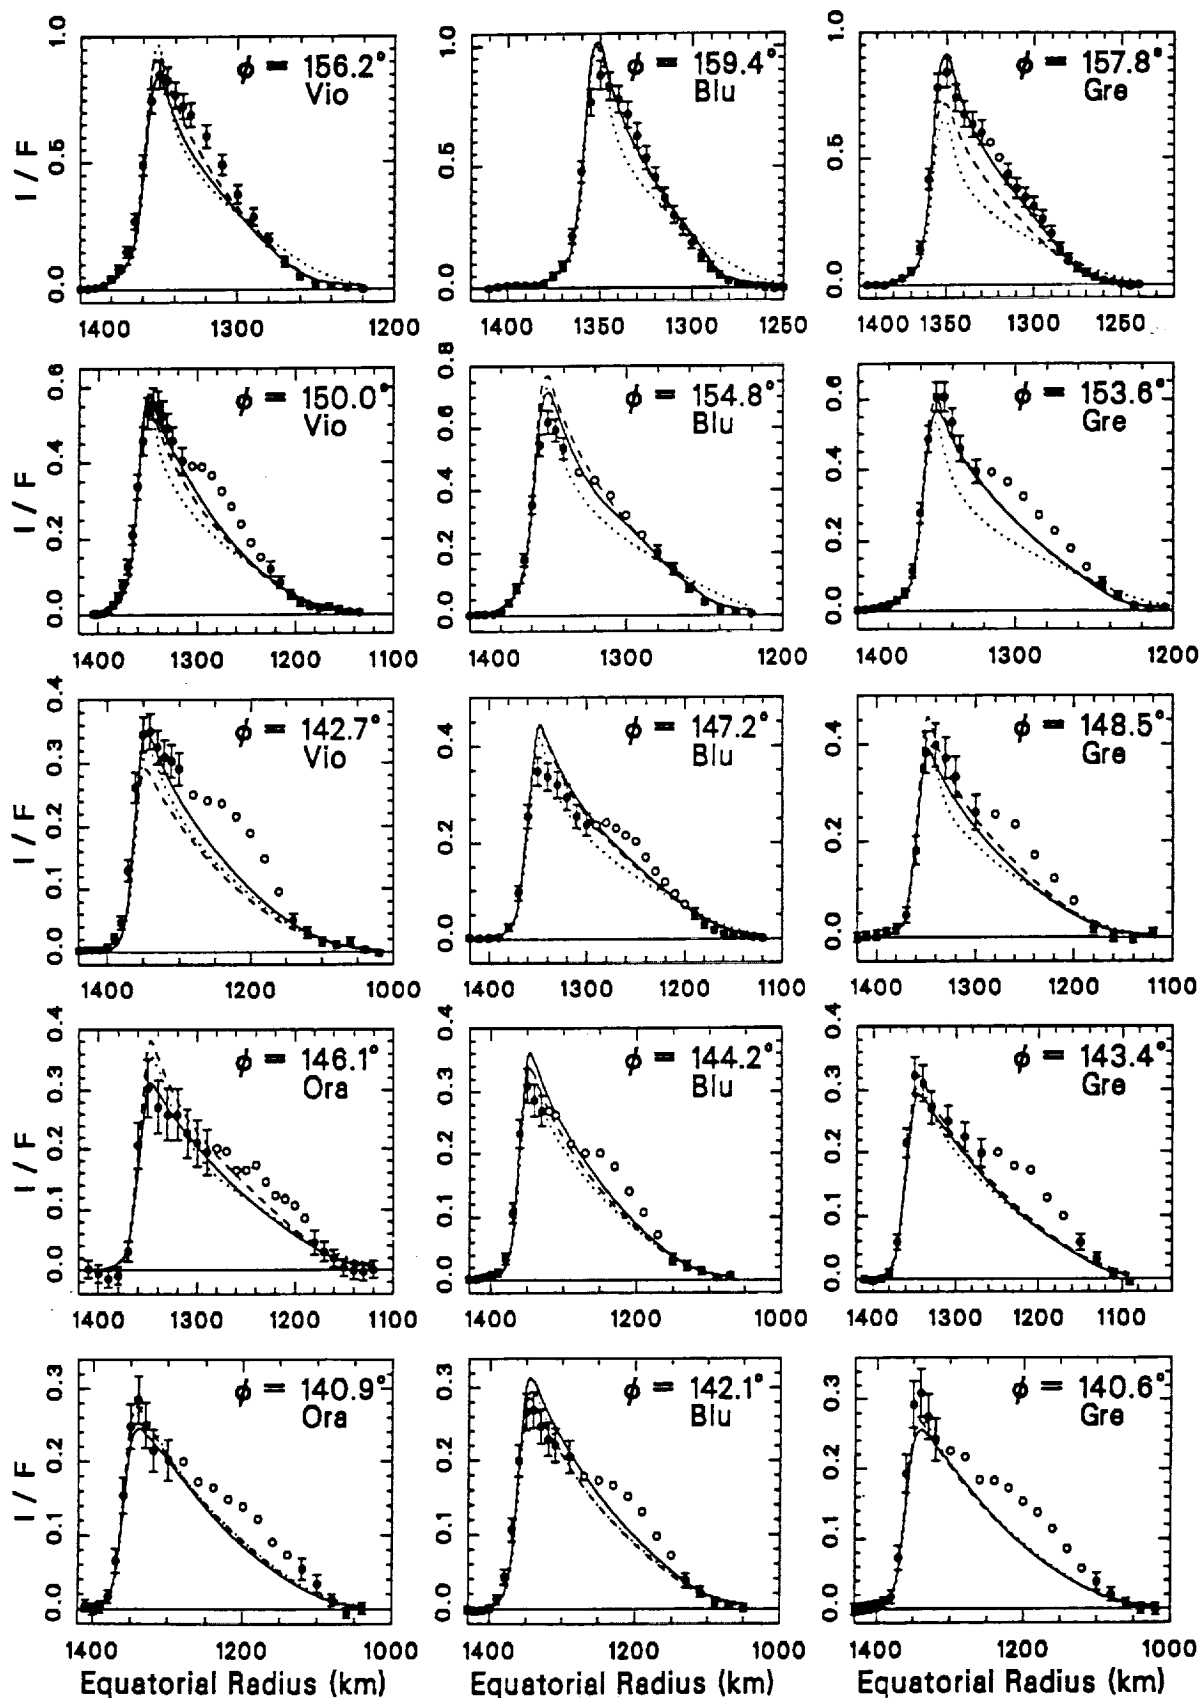 I / F
1.0
0.5
0.0
ϕ = 156.2°
Vio
1400
1300
1200
1.0
0.5
0.0
ϕ = 159.4°
Blu
1400
1350
1300
1250
1.0
0.5
0.0
ϕ = 157.8°
Gre
1400
1350
1300
1250
I / F
0.6
0.4
0.2
0.0
ϕ = 150.0°
Vio
1400
1300
1200
1100
0.8
0.6
0.4
0.2
0.0
ϕ = 154.8°
Blu
1400
1300
1200
0.6
0.4
0.2
0.0
ϕ = 153.6°
Gre
1400
1300
1200
I / F
0.4
0.3
0.2
0.1
0.0
ϕ = 142.7°
Vio
1400
1200
1000
0.4
0.2
0.0
ϕ = 147.2°
Blu
1400
1300
1200
1100
0.4
0.2
0.0
ϕ = 148.5°
Gre
1400
1300
1200
1100
I / F
0.4
0.3
0.2
0.1
0.0
ϕ = 146.1°
Ora
1400
1300
1200
1100
0.4
0.3
0.2
0.1
0.0
ϕ = 144.2°
Blu
1400
1200
1000
0.4
0.3
0.2
0.1
0.0
ϕ = 143.4°
Gre
1400
1300
1200
1100
I / F
0.3
0.2
0.1
0.0
ϕ = 140.9°
Ora
1400
1200
1000
Equatorial Radius (km)
0.3
0.2
0.1
0.0
ϕ = 142.1°
Blu
1400
1200
1000
Equatorial Radius (km)
0.3
0.2
0.1
0.0
ϕ = 140.6°
Gre
1400
1200
1000
Equatorial Radius (km)